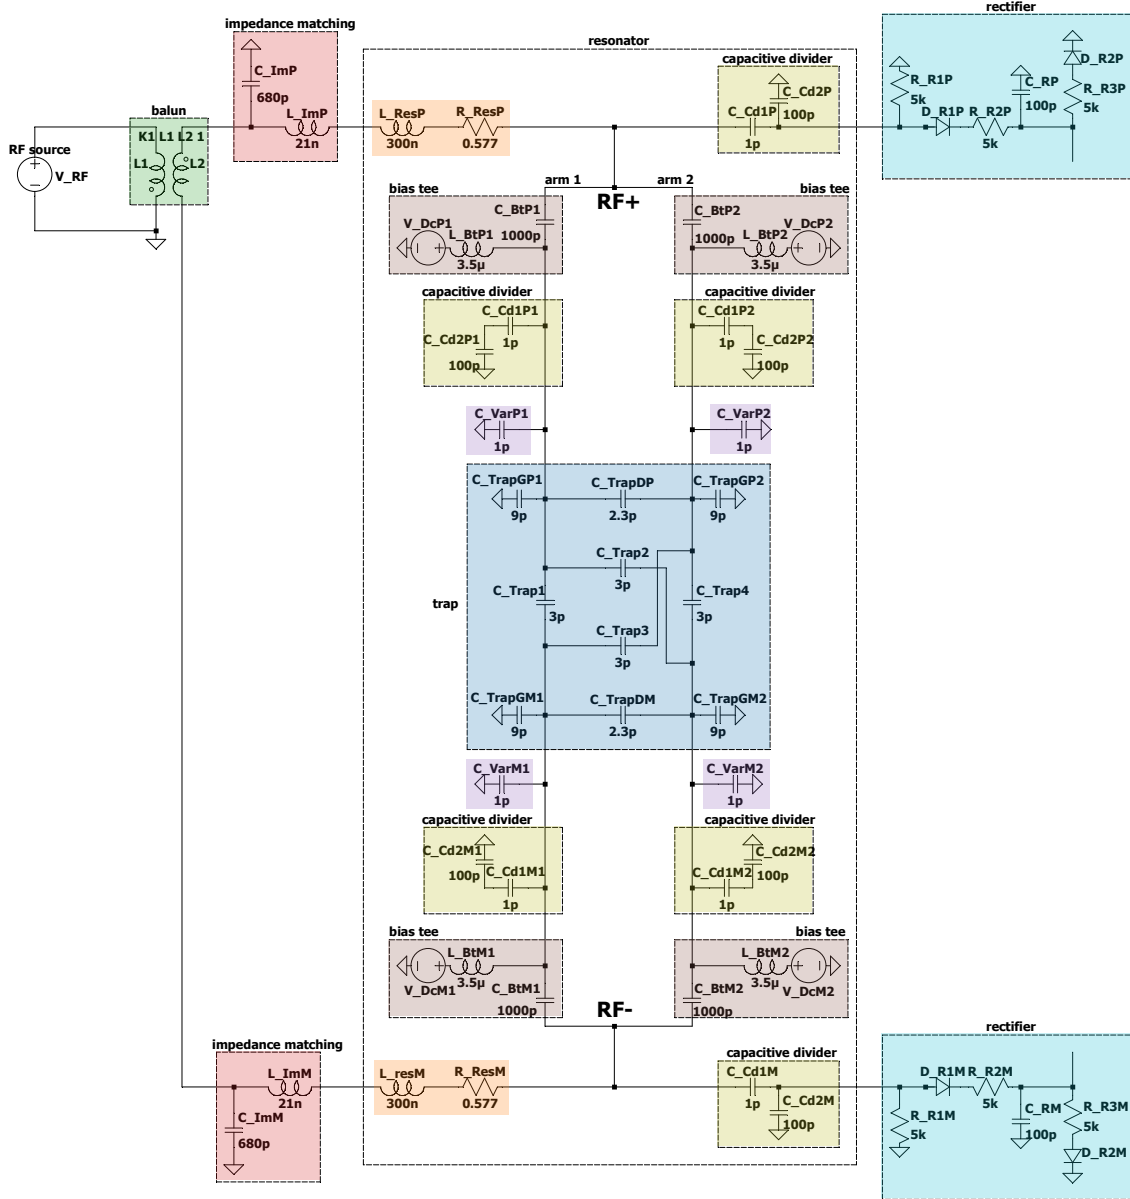 rectifier
impedance matching
resonator
capacitive divider
C_ImP
680p
L_ImP
21n
L_ResP
300n
R_ResP
0.577
C_Cd2P
100p
C_Cd1P
1p
R_R1P
5k
D_R1P
R_R2P
5k
C_RP
100p
D_R2P
R_R3P
5k
balun
K1 L1 L2 1
L1
L2
RF source
V_RF
arm 1
arm 2
RF+
bias tee
bias tee
C_BtP1
1000p
V_DcP1
L_BtP1
3.5µ
C_BtP2
1000p
L_BtP2
3.5µ
V_DcP2
capacitive divider
capacitive divider
C_Cd1P1
1p
C_Cd2P1
100p
C_Cd1P2
1p
C_Cd2P2
100p
C_VarP1
1p
C_VarP2
1p
C_TrapGP1
9p
C_TrapDP
2.3p
C_TrapGP2
9p
C_Trap2
3p
C_Trap1
3p
C_Trap4
3p
trap
C_Trap3
3p
C_TrapGM1
9p
C_TrapDM
2.3p
C_TrapGM2
9p
C_VarM1
1p
C_VarM2
1p
capacitive divider
capacitive divider
C_Cd2M1
100p
C_Cd1M1
1p
C_Cd2M2
100p
C_Cd1M2
1p
bias tee
bias tee
L_BtM1
3.5µ
V_DcM1
C_BtM1
1000p
L_BtM2
3.5µ
V_DcM2
C_BtM2
1000p
RF-
impedance matching
L_ImM
21n
C_ImM
680p
L_resM
300n
R_ResM
0.577
capacitive divider
C_Cd1M
1p
C_Cd2M
100p
rectifier
D_R1M
R_R2M
5k
R_R1M
5k
C_RM
100p
R_R3M
5k
D_R2M